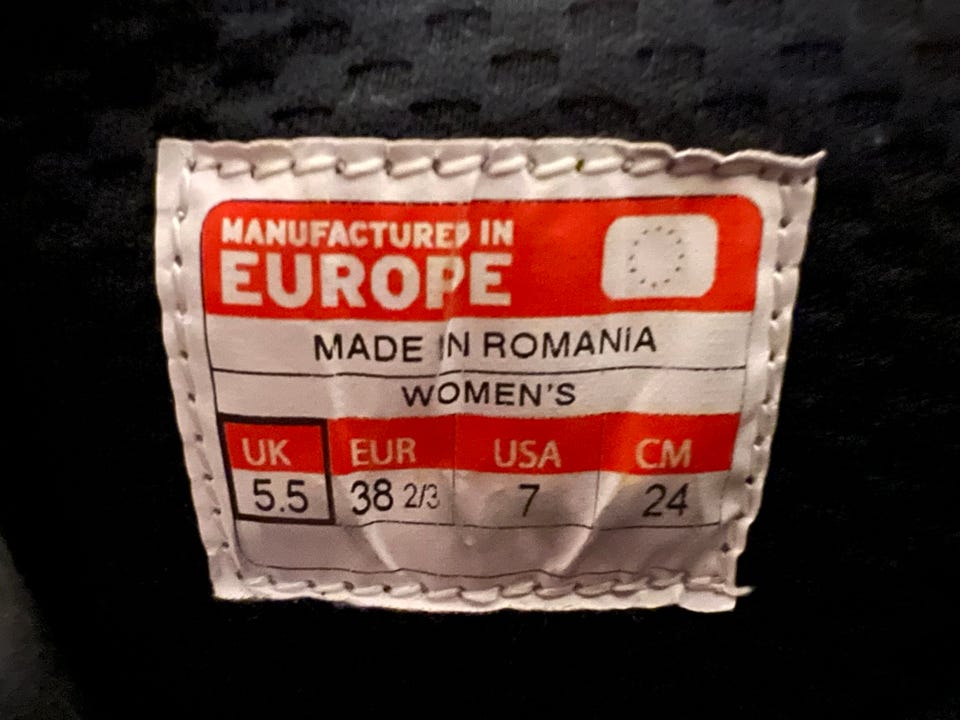 MANUFACTURED IN
EUROPE
MADE IN ROMANIA
WOMEN'S
UK EUR USA CM
5.5 38 2/3 7 24